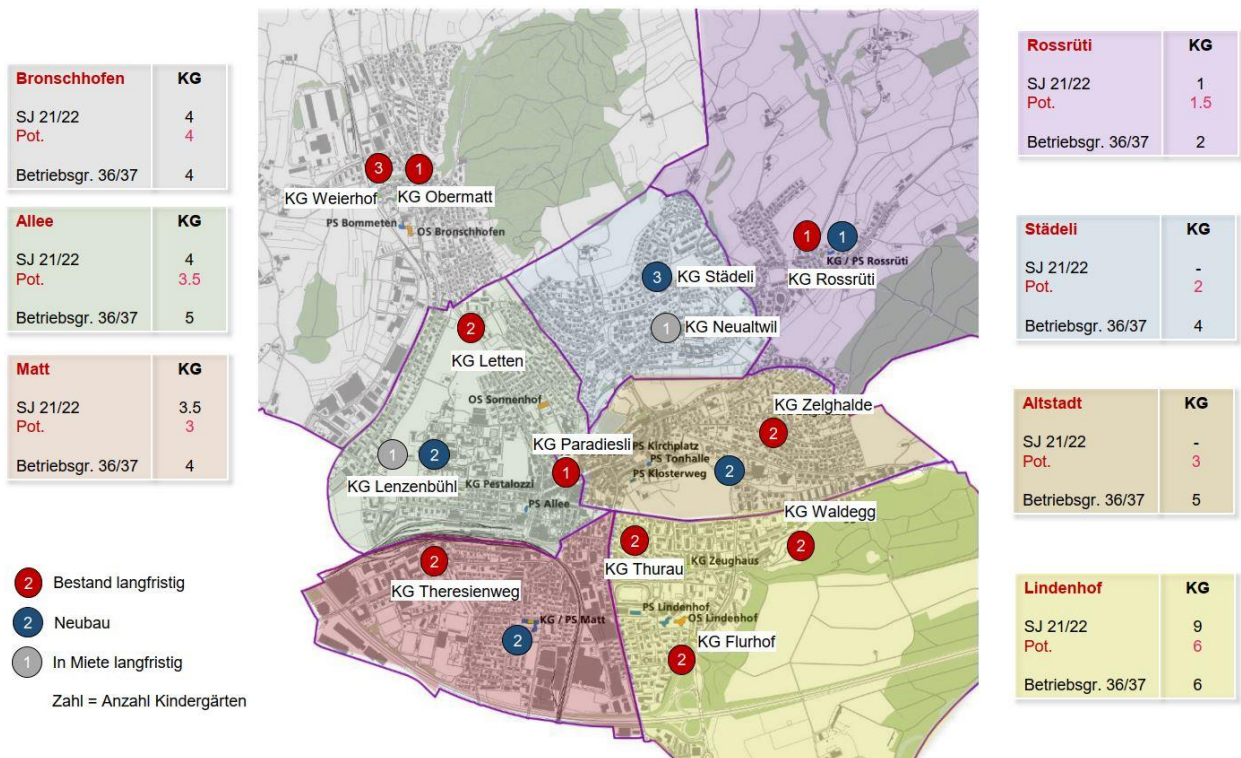 Bronschhofen KG
SJ 21/22 4
Pot. 4
Betriebsgr. 36/37 4
Allee KG
SJ 21/22 4
Pot. 3.5
Betriebsgr. 36/37 5
Matt KG
SJ 21/22 3.5
Pot. 3
Betriebsgr. 36/37 4
2 Bestand langfristig
2 Neubau
1 In Miete langfristig
Zahl = Anzahl Kindergärten
3 1
KG Weierhof KG Obermatt
PS Bommeten
OS Bronschhofen
3 KG Städeli
1 KG Neualtwil
1 1
KG / PS Rossrüti
KG Rossrüti
2
KG Letten
OS Sonnenhof
KG Zelghalde
2
KG Paradiesli
1
PS Kirchplatz
PS Tonhalle
PS Klosterweg
2
1 2
KG Lenzenbühl
KG Pestalozzi
PS Allee
KG Waldegg
2
2
KG Thurau
KG Zeughaus
2
KG Theresienweg
KG / PS Matt
2
PS Lindenhof
OS Lindenhof
KG Flurhof
2
Rossrüti KG
SJ 21/22 1
Pot. 1.5
Betriebsgr. 36/37 2
Städeli KG
SJ 21/22 -
Pot. 2
Betriebsgr. 36/37 4
Altstadt KG
SJ 21/22 -
Pot. 3
Betriebsgr. 36/37 5
Lindenhof KG
SJ 21/22 9
Pot. 6
Betriebsgr. 36/37 6